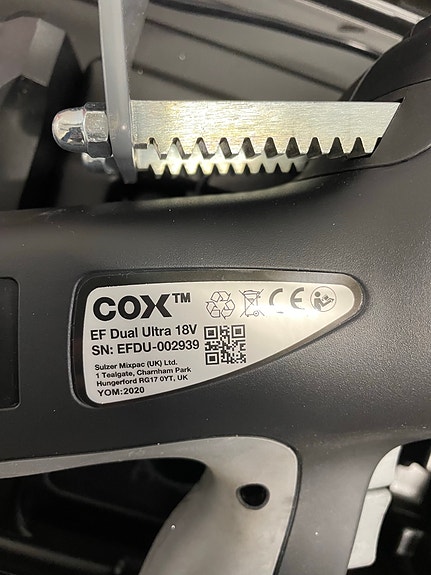 COX™ CE
EF Dual Ultra 18V
SN: EFDU-002939
Sulzer Mixpac (UK) Ltd.
1 Tealgate, Charnham Park
Hungerford RG17 0YT, UK
YOM:2020